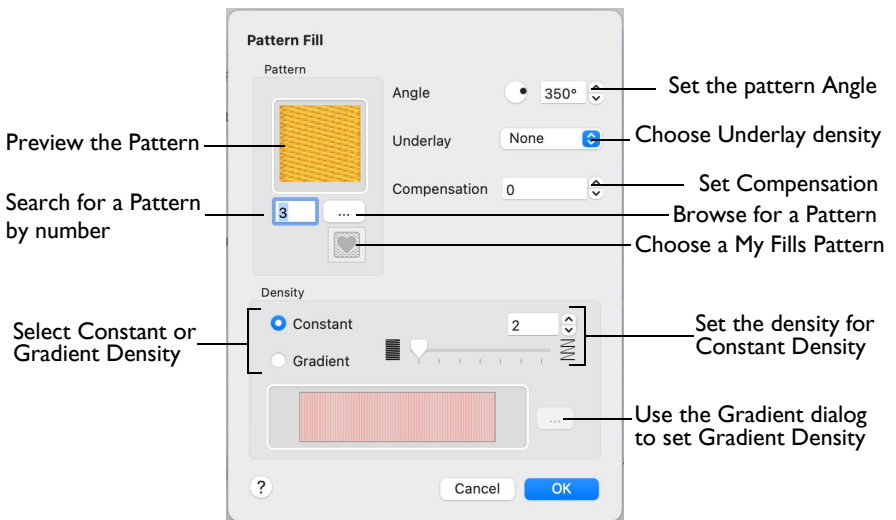 Pattern Fill
Pattern
Angle
350°
Set the pattern Angle
Preview the Pattern
Underlay
None
Choose Underlay density
Compensation
0
Set Compensation
Search for a Pattern
by number
3
...
Browse for a Pattern
Choose a My Fills Pattern
Density
Select Constant or
Gradient Density
Constant
2
Gradient
Set the density for
Constant Density
...
Use the Gradient dialog
to set Gradient Density
?
Cancel
OK